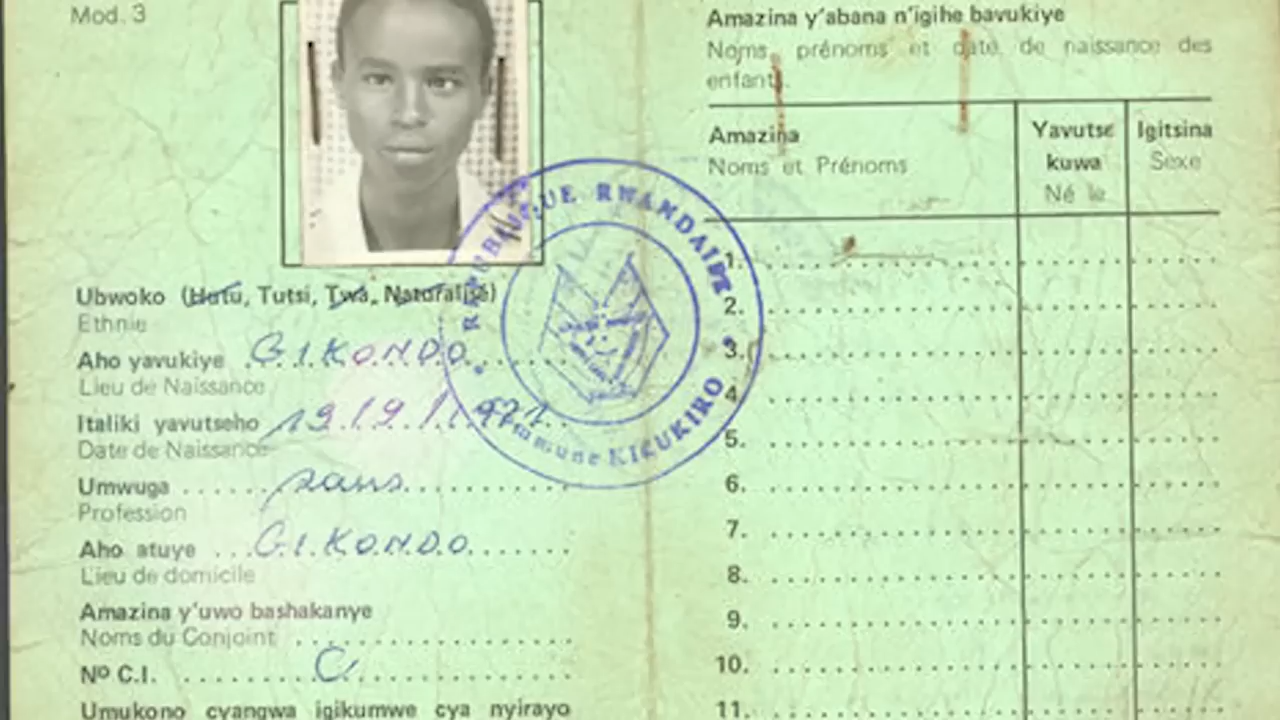 Mod. 3
Ubwoko (Hutu, Tutsi, Twa, Naturalisé)
Ethnie
Aho yavukiye GIKONDO
Lieu de Naissance
Italiki yavutseho 19/9/1971
Date de Naissance
Umwuga sans
Profession
Aho atuye GIKONDO
Lieu de domicile
Amazina y'uwo bashakanye
Noms du Conjoint
Nº C.I.
Umukono cyangwa igikumwe cya nyirayo
REPUBLIQUE RWANDAISE
Commune KICUKIRO
Amazina y'abana n'igihe bavukiye
Noms, prénoms et date de naissance des
enfants
Amazina
Noms et Prénoms
Yavutse
kuwa
Né le
Igitsina
Sexe
1.
2.
3.
4.
5.
6.
7.
8.
9.
10.
11.